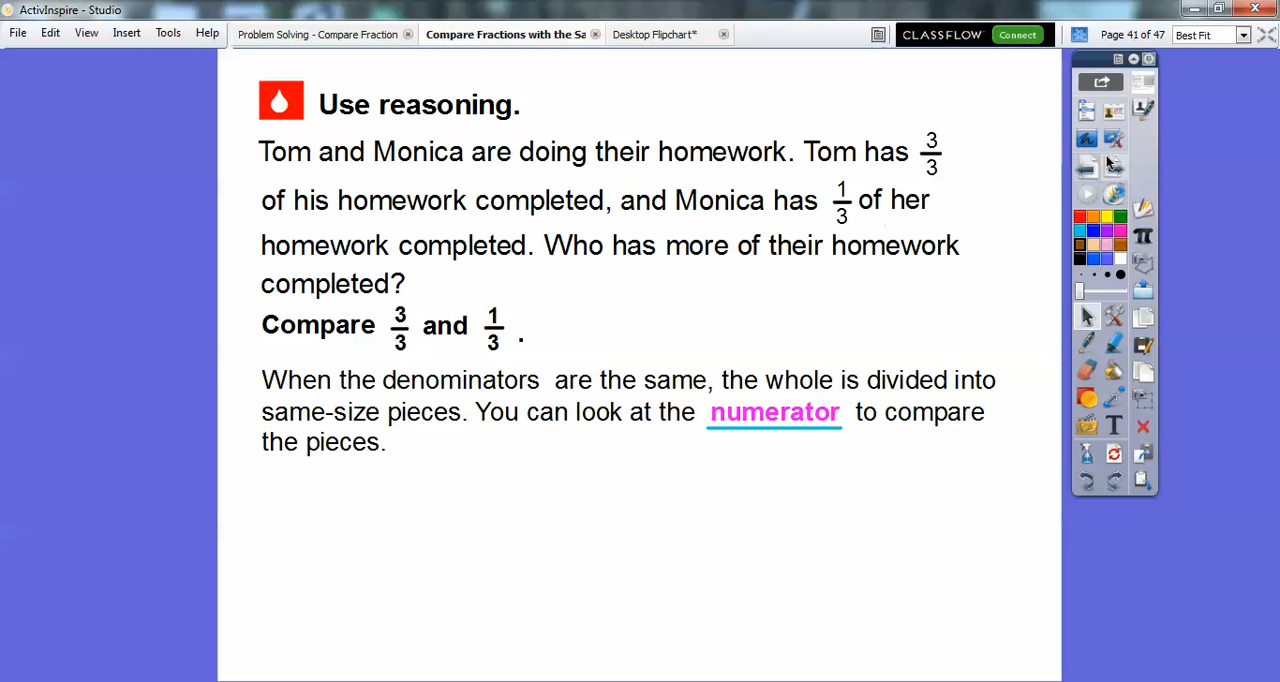 ActivInspire - Studio
File Edit View Insert Tools Help
Problem Solving - Compare Fraction
Compare Fractions with the Sa
Desktop Flipchart*
CLASSFLOW Connect
Page 41 of 47
Best Fit
Use reasoning.
Tom and Monica are doing their homework. Tom has 3/3
of his homework completed, and Monica has 1/3 of her
homework completed. Who has more of their homework
completed?
Compare 3/3 and 1/3 .
When the denominators are the same, the whole is divided into
same-size pieces. You can look at the numerator to compare
the pieces.